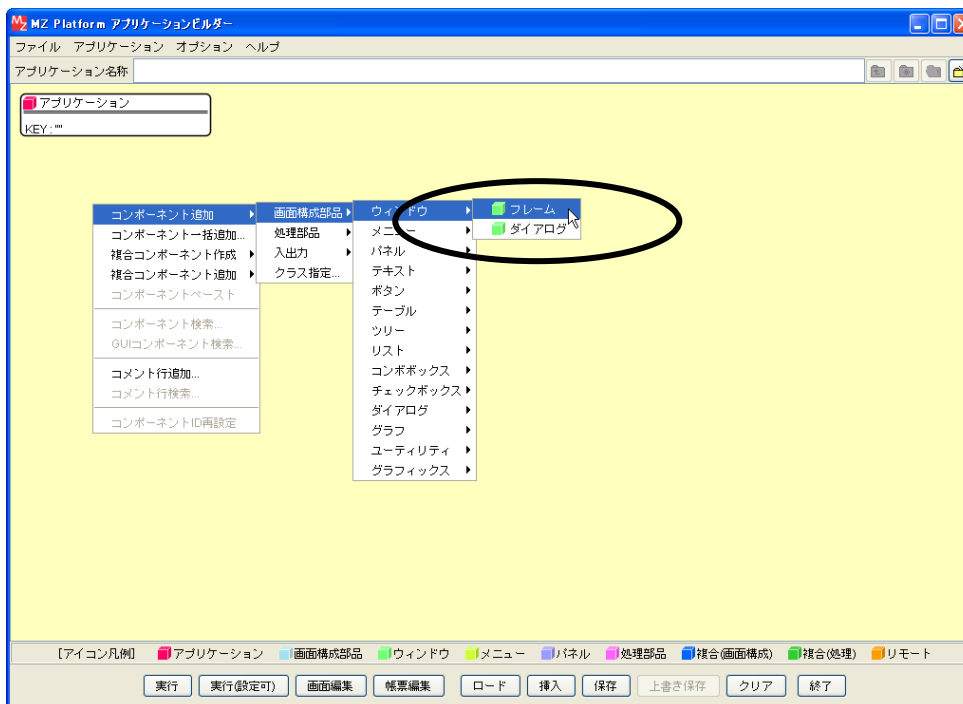 MZ Platform アプリケーションビルダー
ファイル アプリケーション オプション ヘルプ
アプリケーション名称
アプリケーション
KEY : ""
コンポーネント追加
コンポーネント一括追加...
複合コンポーネント作成
複合コンポーネント追加
コンポーネントペースト
コンポーネント検索...
GUIコンポーネント検索...
コメント行追加...
コメント行検索...
コンポーネントID再設定
画面構成部品
処理部品
入出力
クラス指定...
ウィンドウ
メニュー
パネル
テキスト
ボタン
テーブル
ツリー
リスト
コンボボックス
チェックボックス
ダイアログ
グラフ
ユーティリティ
グラフィックス
フレーム
ダイアログ
[アイコン凡例] アプリケーション 画面構成部品 ウィンドウ メニュー パネル 処理部品 複合(画面構成) 複合(処理) リモート
実行 実行(設定可) 画面編集 帳票編集 ロード 挿入 保存 上書き保存 クリア 終了